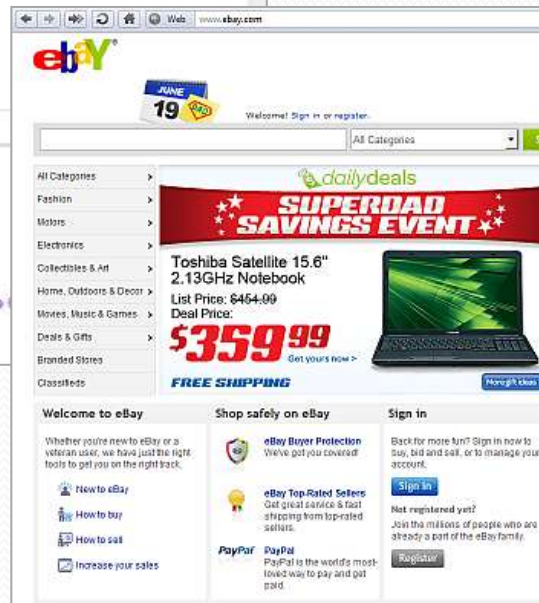 Web www.ebay.com
ebaY
JUNE
19 DAD
Welcome! Sign in or register.
All Categories
dailydeals
SUPERDAD
SAVINGS EVENT
All Categories
Fashion
Motors
Electronics
Collectibles & Art
Home, Outdoors & Decor
Movies, Music & Games
Deals & Gifts
Branded Stores
Classifieds
Toshiba Satellite 15.6"
2.13GHz Notebook
List Price: $454.99
Deal Price:
$359 99
Get yours now >
FREE SHIPPING
More gift ideas
Welcome to eBay
Whether you're new to eBay or a
veteran user, we have just the right
tools to get you on the right track.
New to eBay
How to buy
How to sell
Increase your sales
Shop safely on eBay
eBay Buyer Protection
We've got you covered!
eBay Top-Rated Sellers
Get great service & fast
shipping from top-rated
sellers.
PayPal PayPal
PayPal is the world's most-
loved way to pay and get
paid.
Sign in
Back for more fun? Sign in now to
buy, bid and sell, or to manage your
account.
Sign in
Not registered yet?
Join the millions of people who are
already a part of the eBay family.
Register